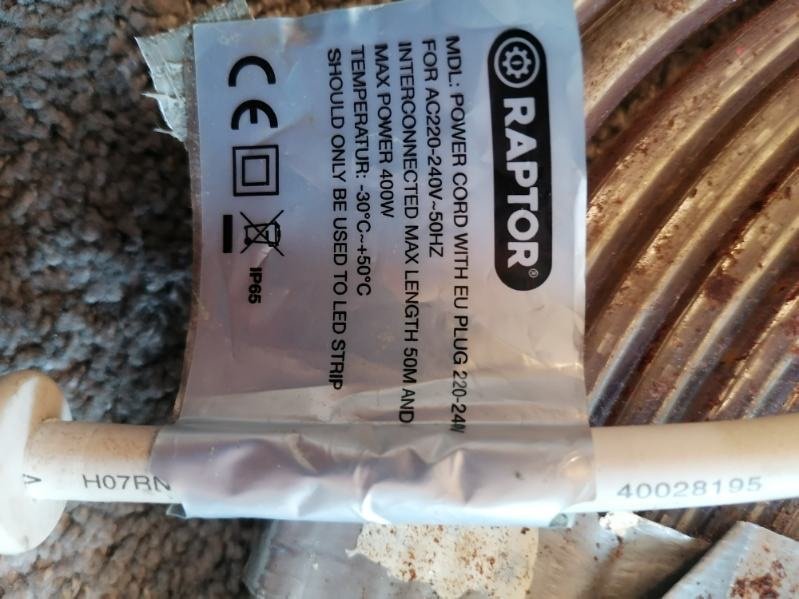 RAPTOR®
MDL: POWER CORD WITH EU PLUG 220-24
FOR AC220-240V~50HZ
INTERCONNECTED MAX LENGTH 50M AND
MAX POWER 400W
TEMPERATUR: -30°C~+50°C
SHOULD ONLY BE USED TO LED STRIP
CE
IP65
H07RN
40028195